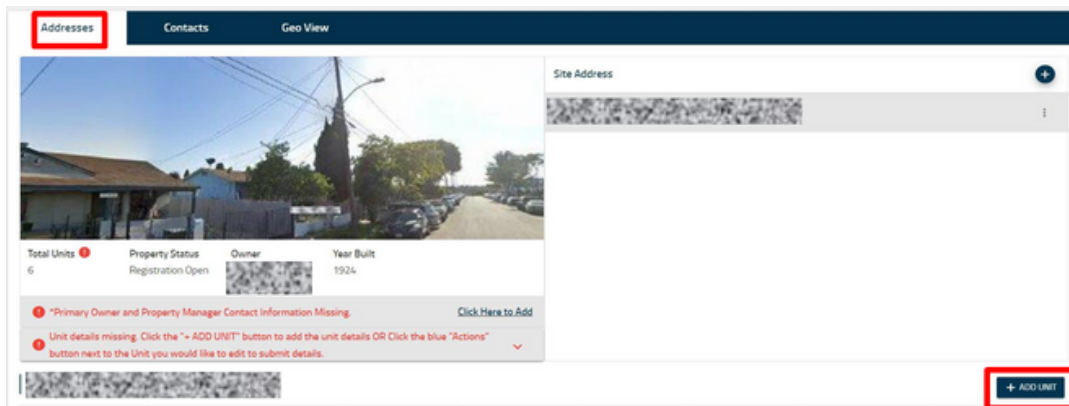 Addresses
Contacts
Geo View
Site Address
Total Units
Property Status
Owner
Year Built
6
Registration Open
1924
*Primary Owner and Property Manager Contact Information Missing.
Click Here to Add
Unit details missing. Click the "+ ADD UNIT" button to add the unit details OR Click the blue "Actions"
button next to the Unit you would like to edit to submit details.
+ ADD UNIT